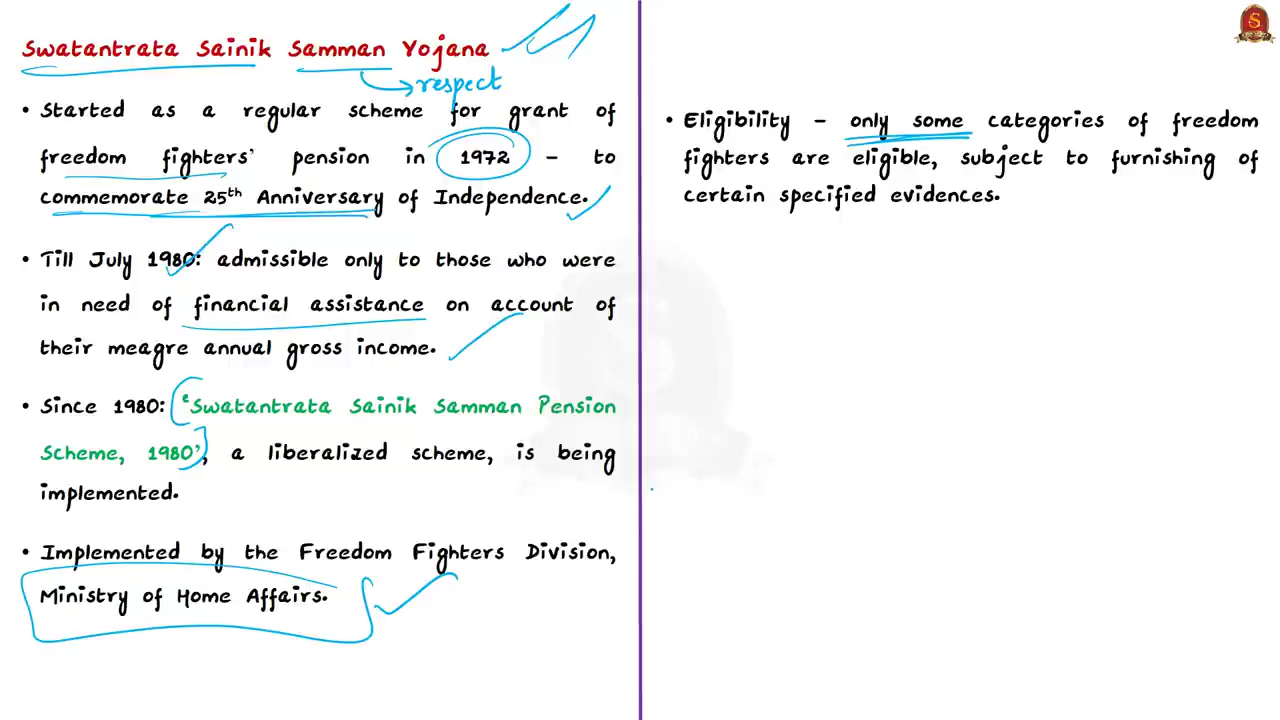 Swatantrata Sainik Samman Yojana
respect
• Started as a regular scheme for grant of
freedom fighters' pension in 1972 – to
commemorate 25th Anniversary of Independence.
• Till July 1980: admissible only to those who were
in need of financial assistance on account of
their meagre annual gross income.
• Since 1980: 'Swatantrata Sainik Samman Pension
Scheme, 1980', a liberalized scheme, is being
implemented.
• Implemented by the Freedom Fighters Division,
Ministry of Home Affairs.
• Eligibility – only some categories of freedom
fighters are eligible, subject to furnishing of
certain specified evidences.